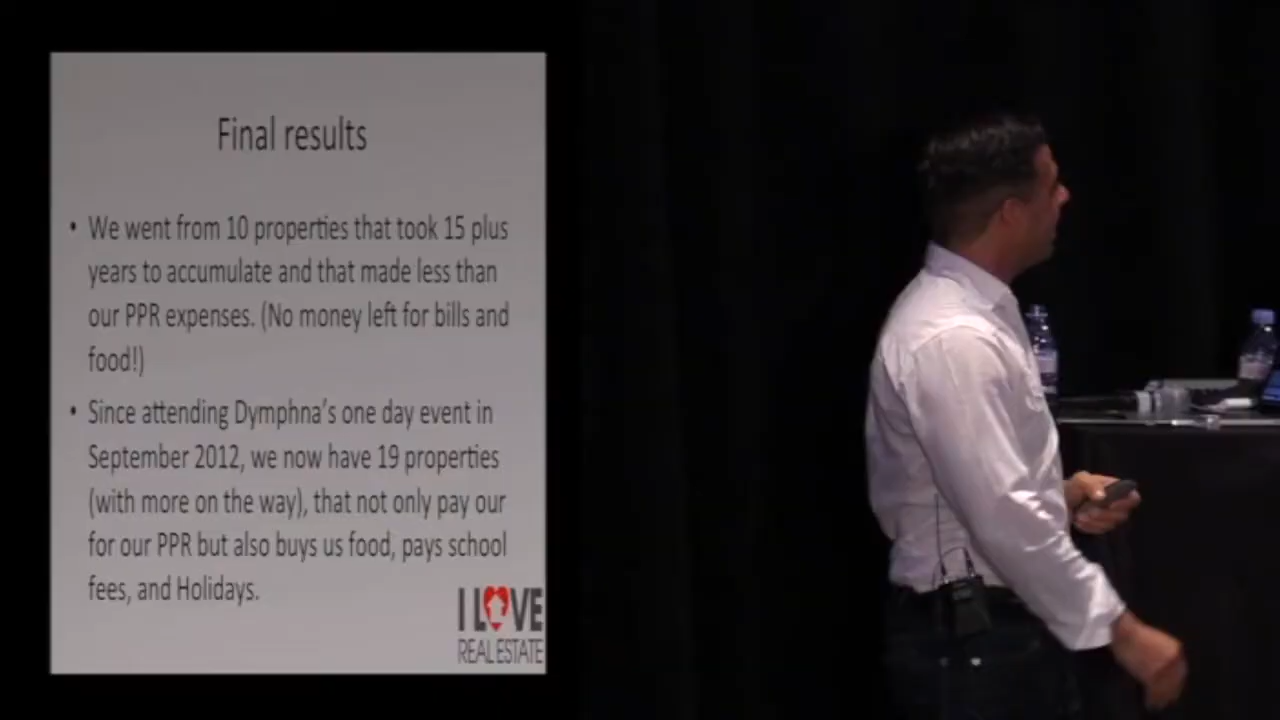 Final results
• We went from 10 properties that took 15 plus
years to accumulate and that made less than
our PPR expenses. (No money left for bills and
food!)
• Since attending Dymphna's one day event in
September 2012, we now have 19 properties
(with more on the way), that not only pay our
for our PPR but also buys us food, pays school
fees, and Holidays.
I LOVE
REAL ESTATE